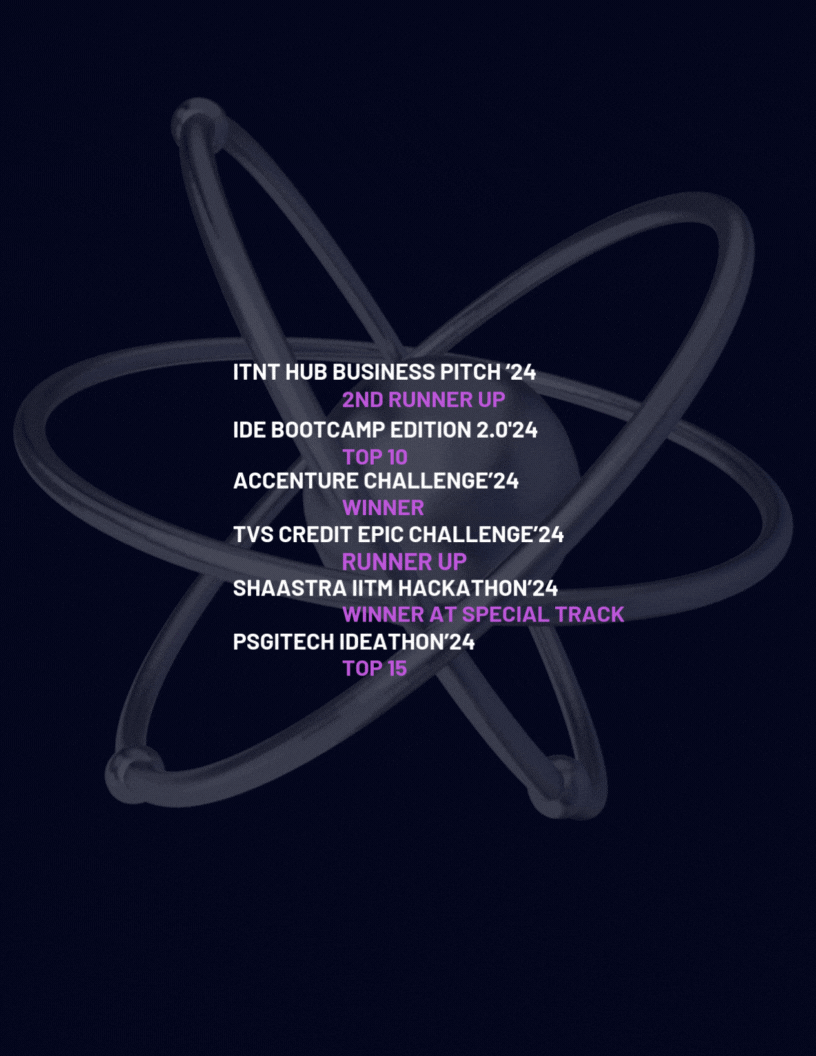 ITNT HUB BUSINESS PITCH ‘24
2ND RUNNER UP
IDE BOOTCAMP EDITION 2.0'24
TOP 10
ACCENTURE CHALLENGE’24
WINNER
TVS CREDIT EPIC CHALLENGE’24
RUNNER UP
SHAASTRA IITM HACKATHON’24
WINNER AT SPECIAL TRACK
PSGITECH IDEATHON’24
TOP 15